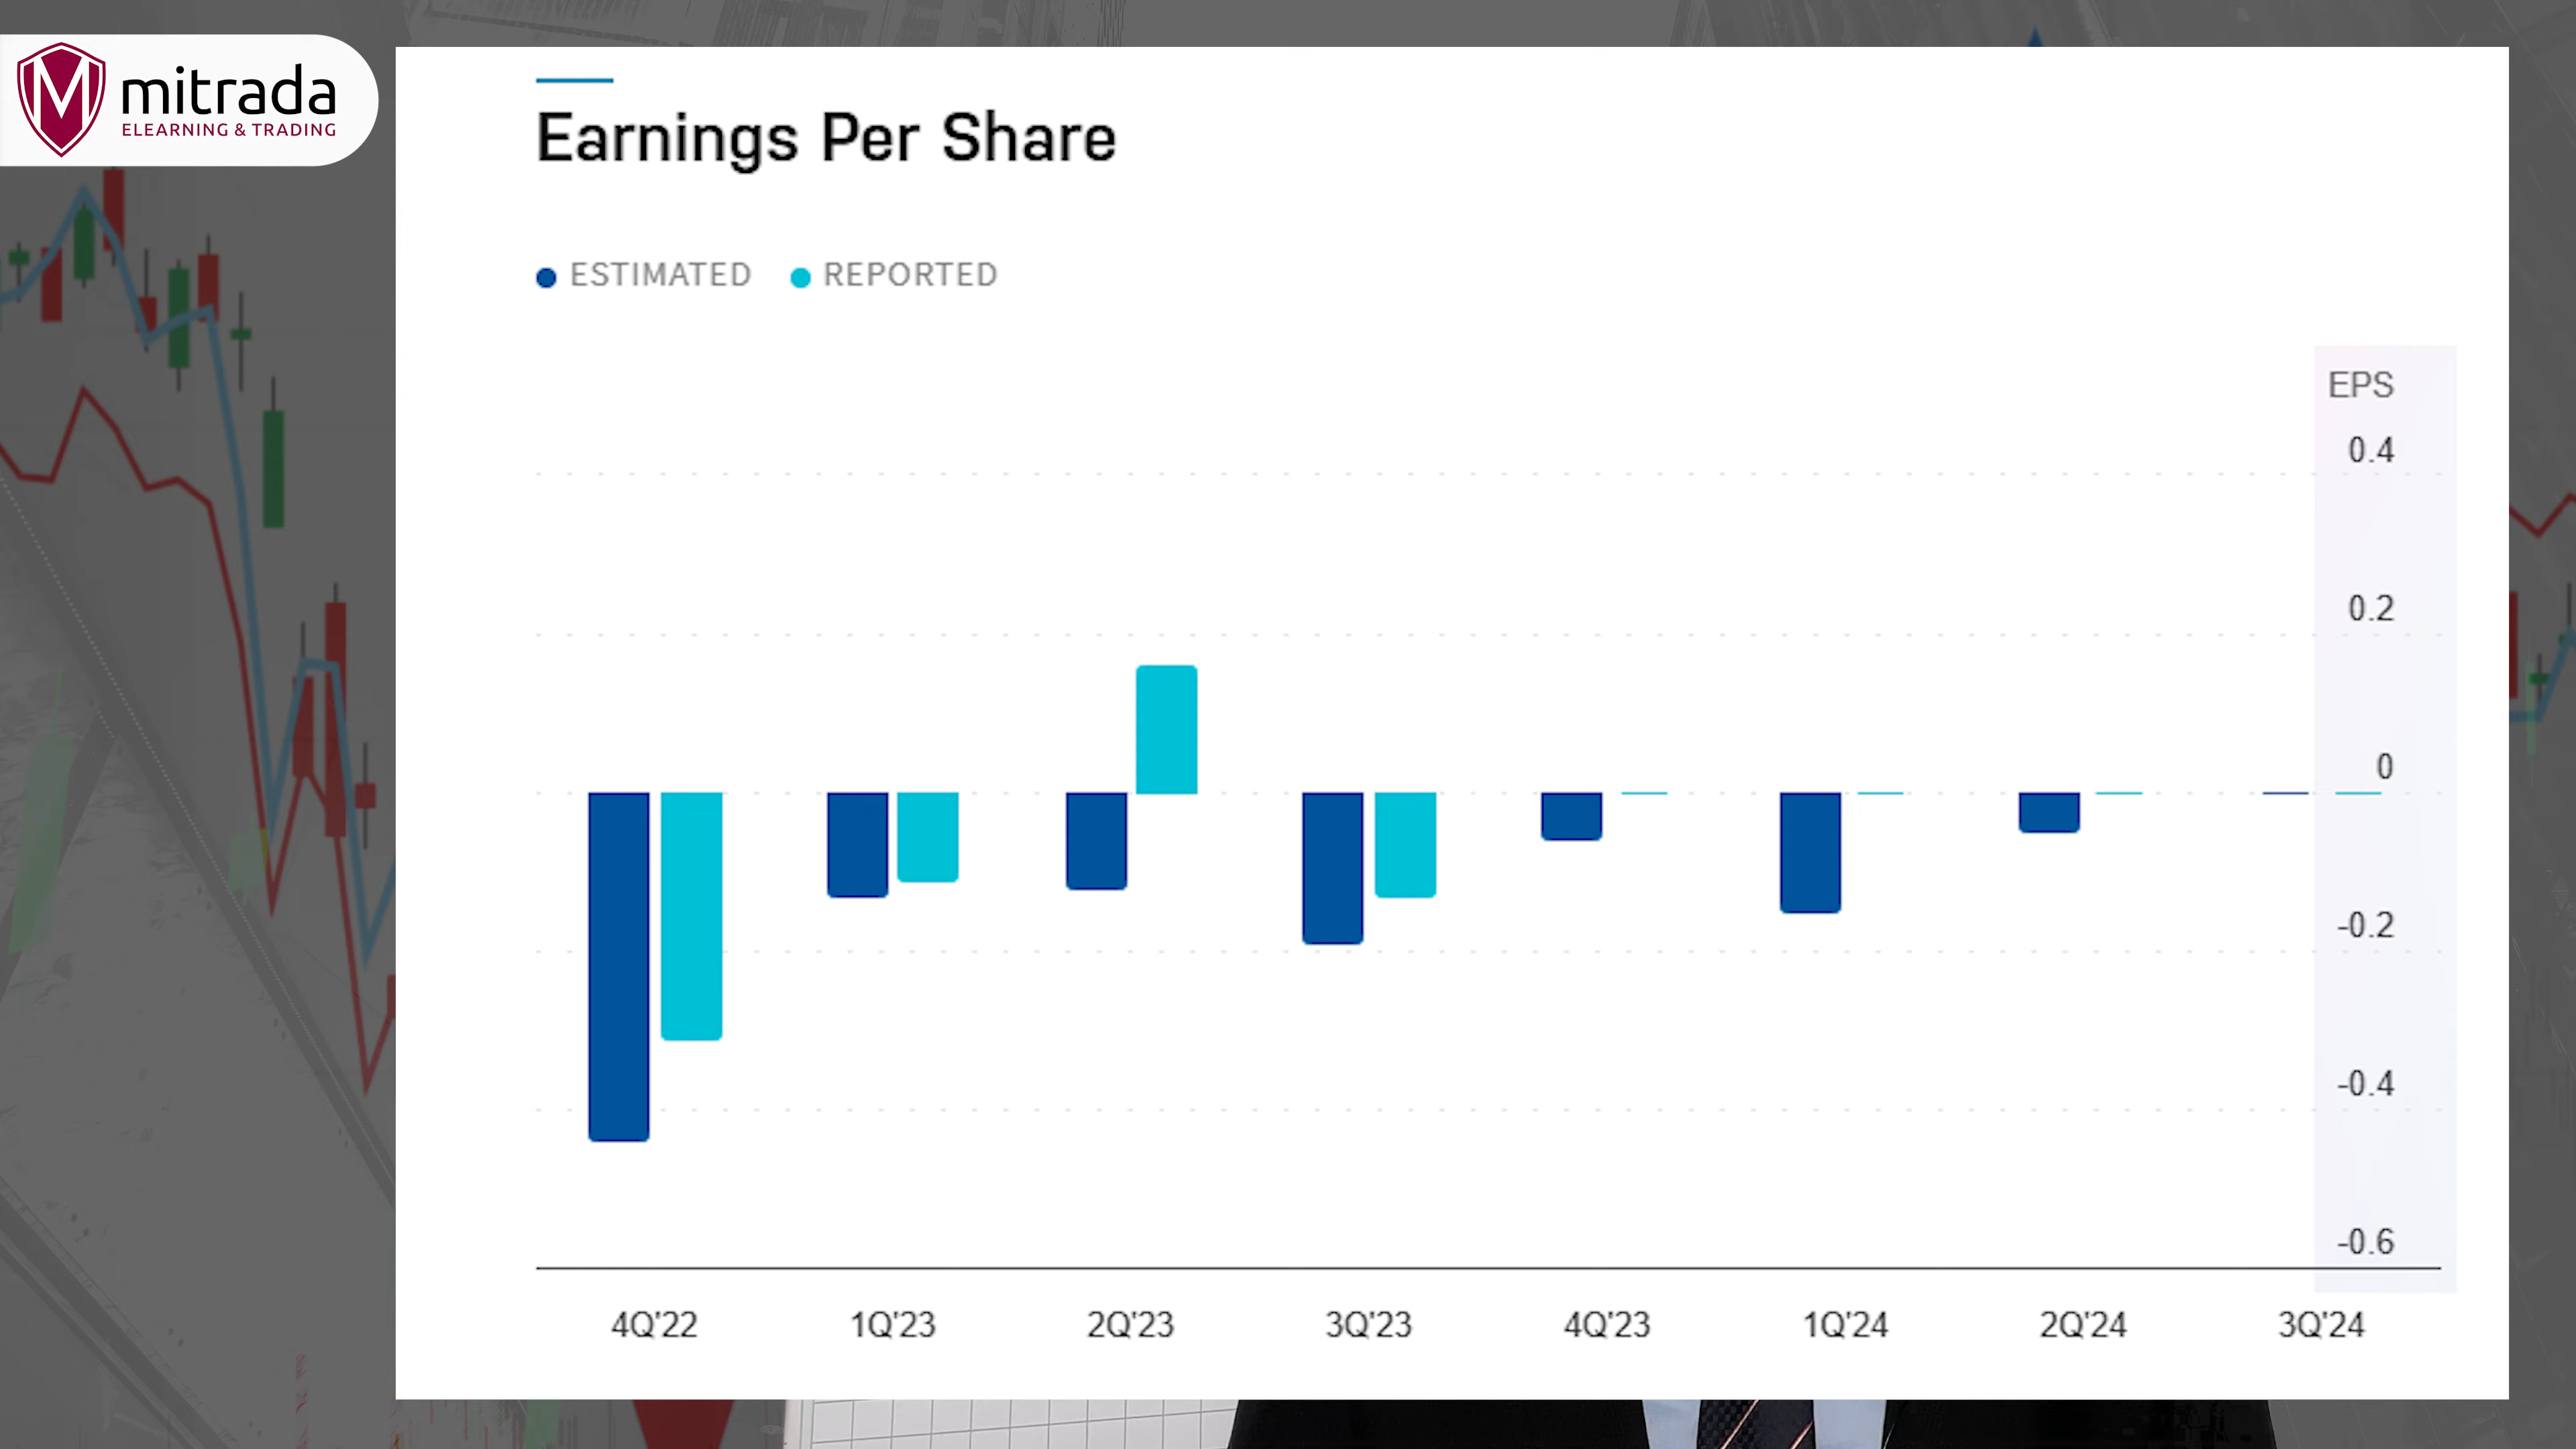 mitrada
ELEARNING & TRADING
Earnings Per Share
ESTIMATED REPORTED
EPS
0.4
0.2
0
-0.2
-0.4
-0.6
4Q'22 1Q'23 2Q'23 3Q'23 4Q'23 1Q'24 2Q'24 3Q'24